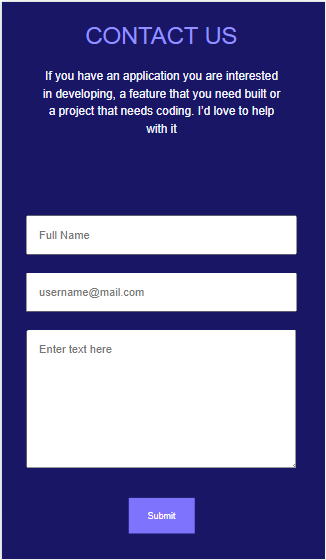 CONTACT US
If you have an application you are interested
in developing, a feature that you need built or
a project that needs coding. I'd love to help
with it
Full Name
username@mail.com
Enter text here
Submit